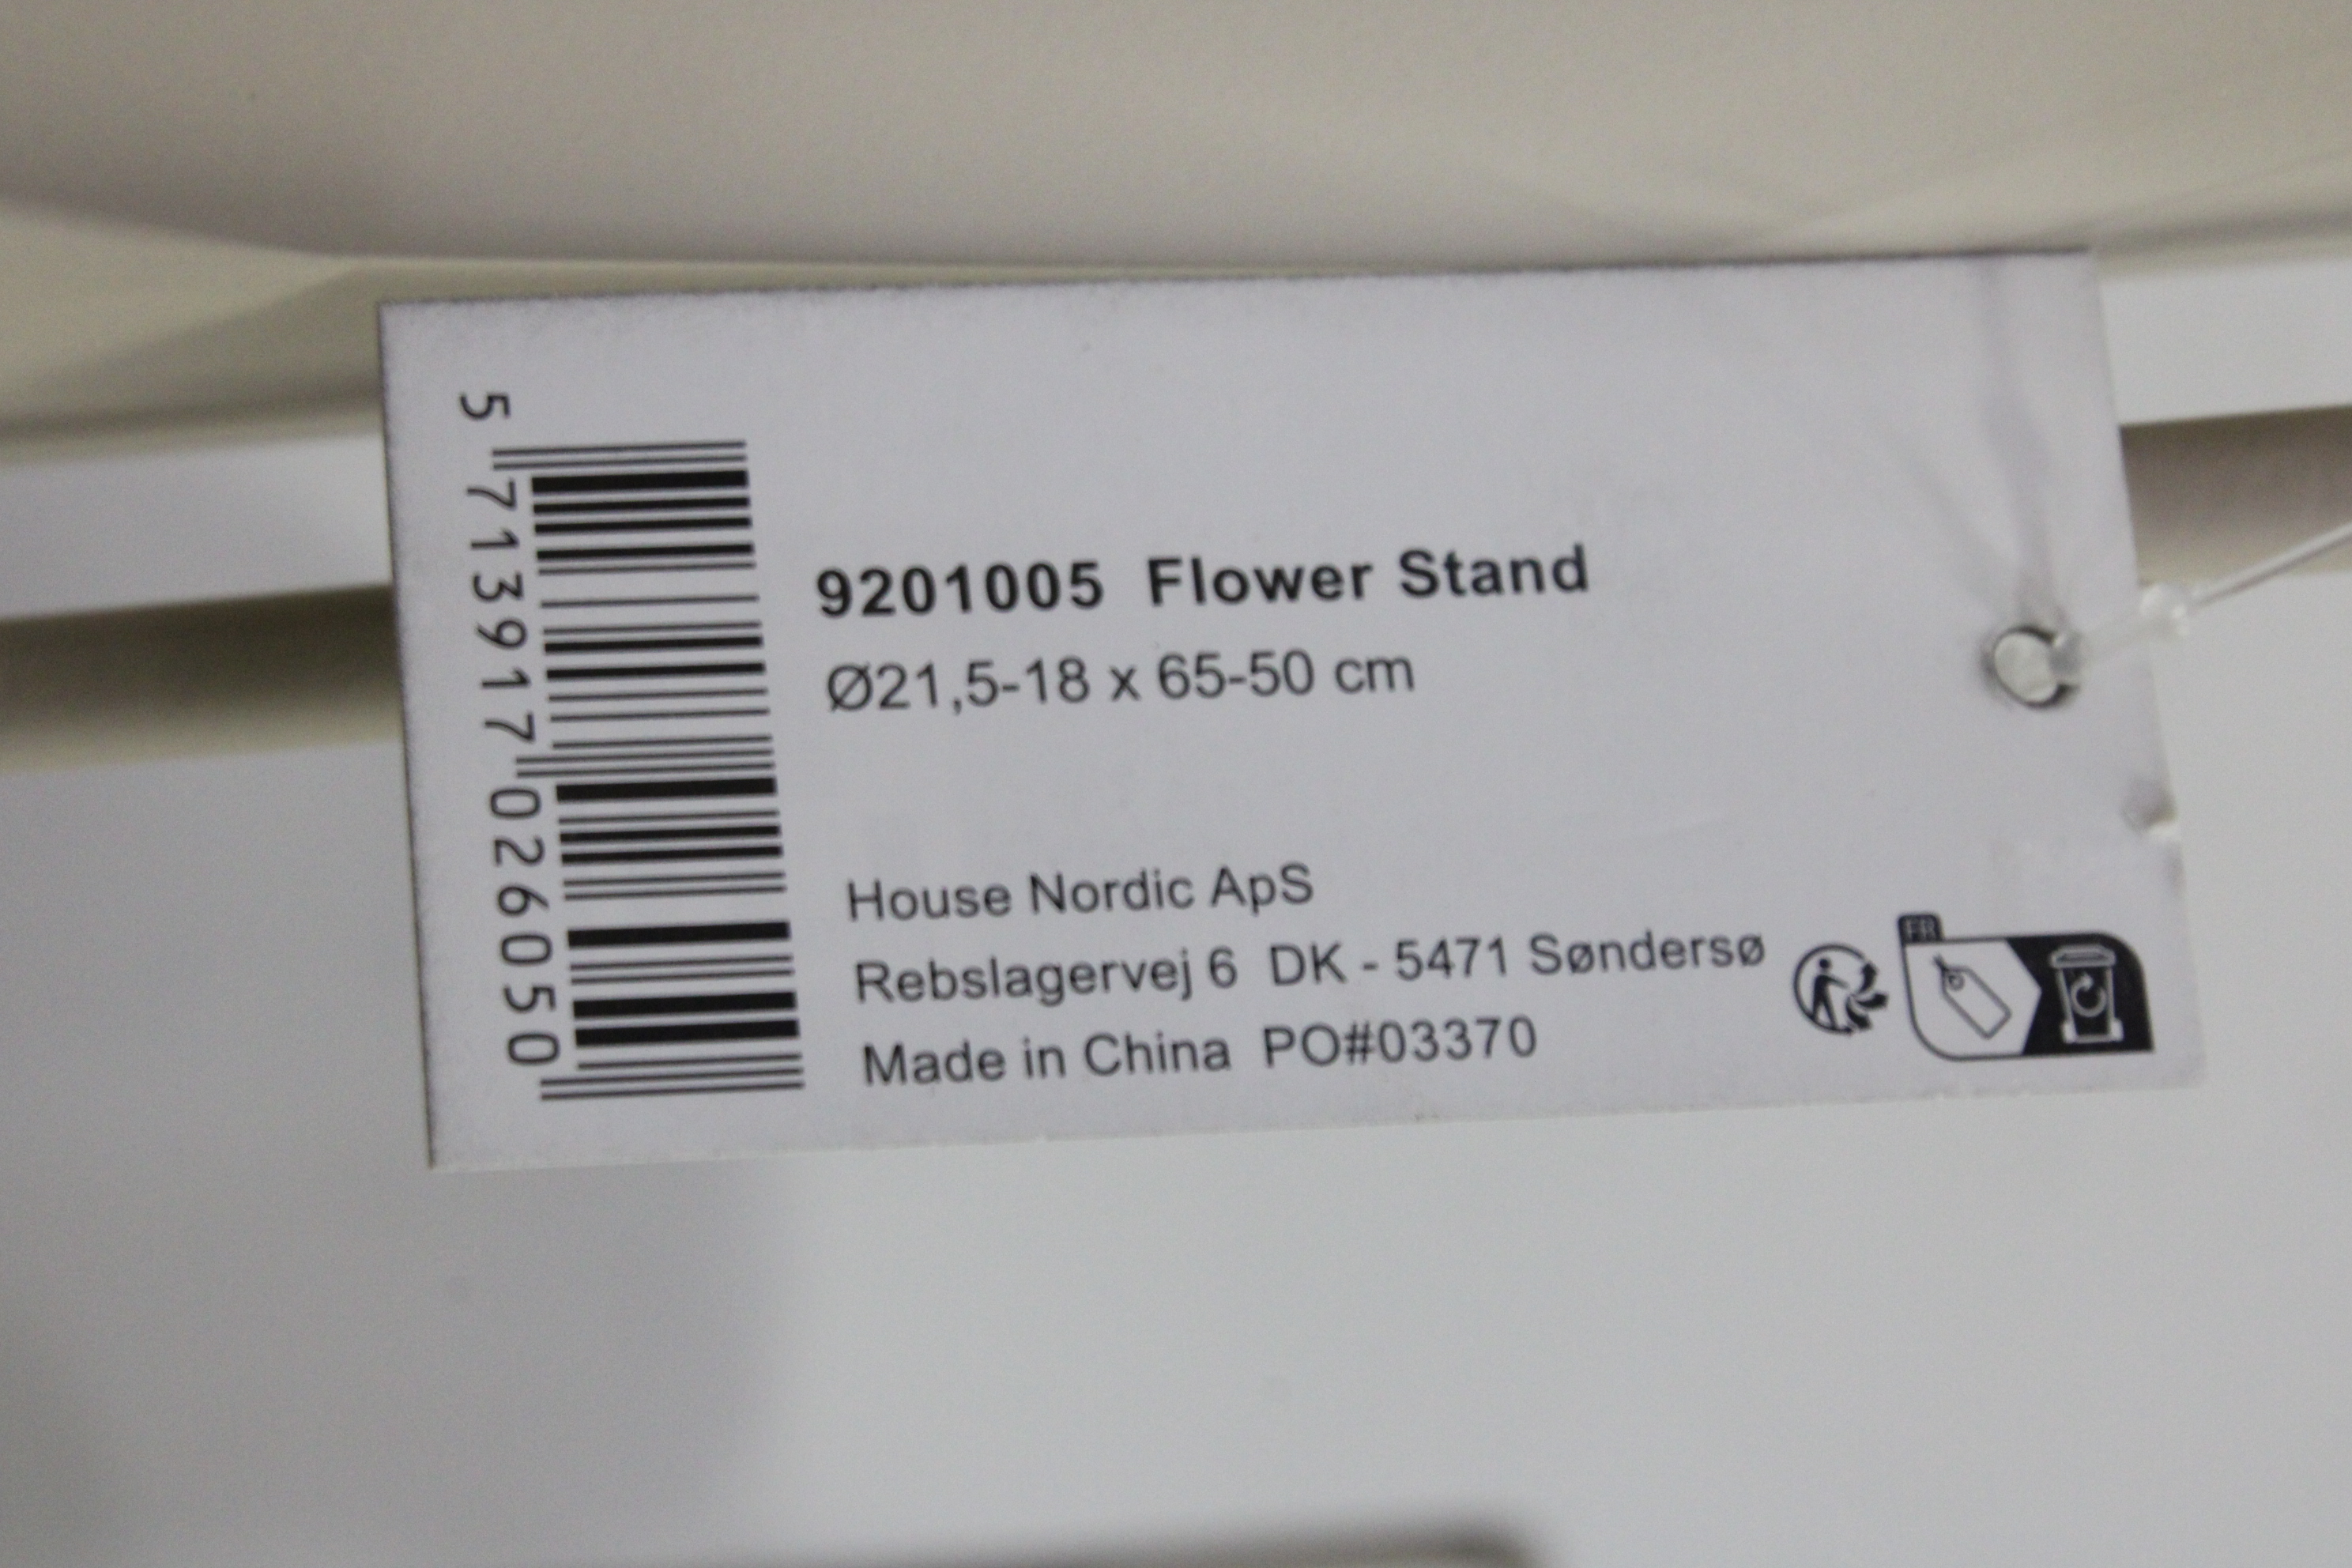 5 713917 026050
9201005 Flower Stand
Ø21,5-18 x 65-50 cm
House Nordic ApS
Rebslagervej 6 DK - 5471 Søndersø
Made in China PO#03370
FR